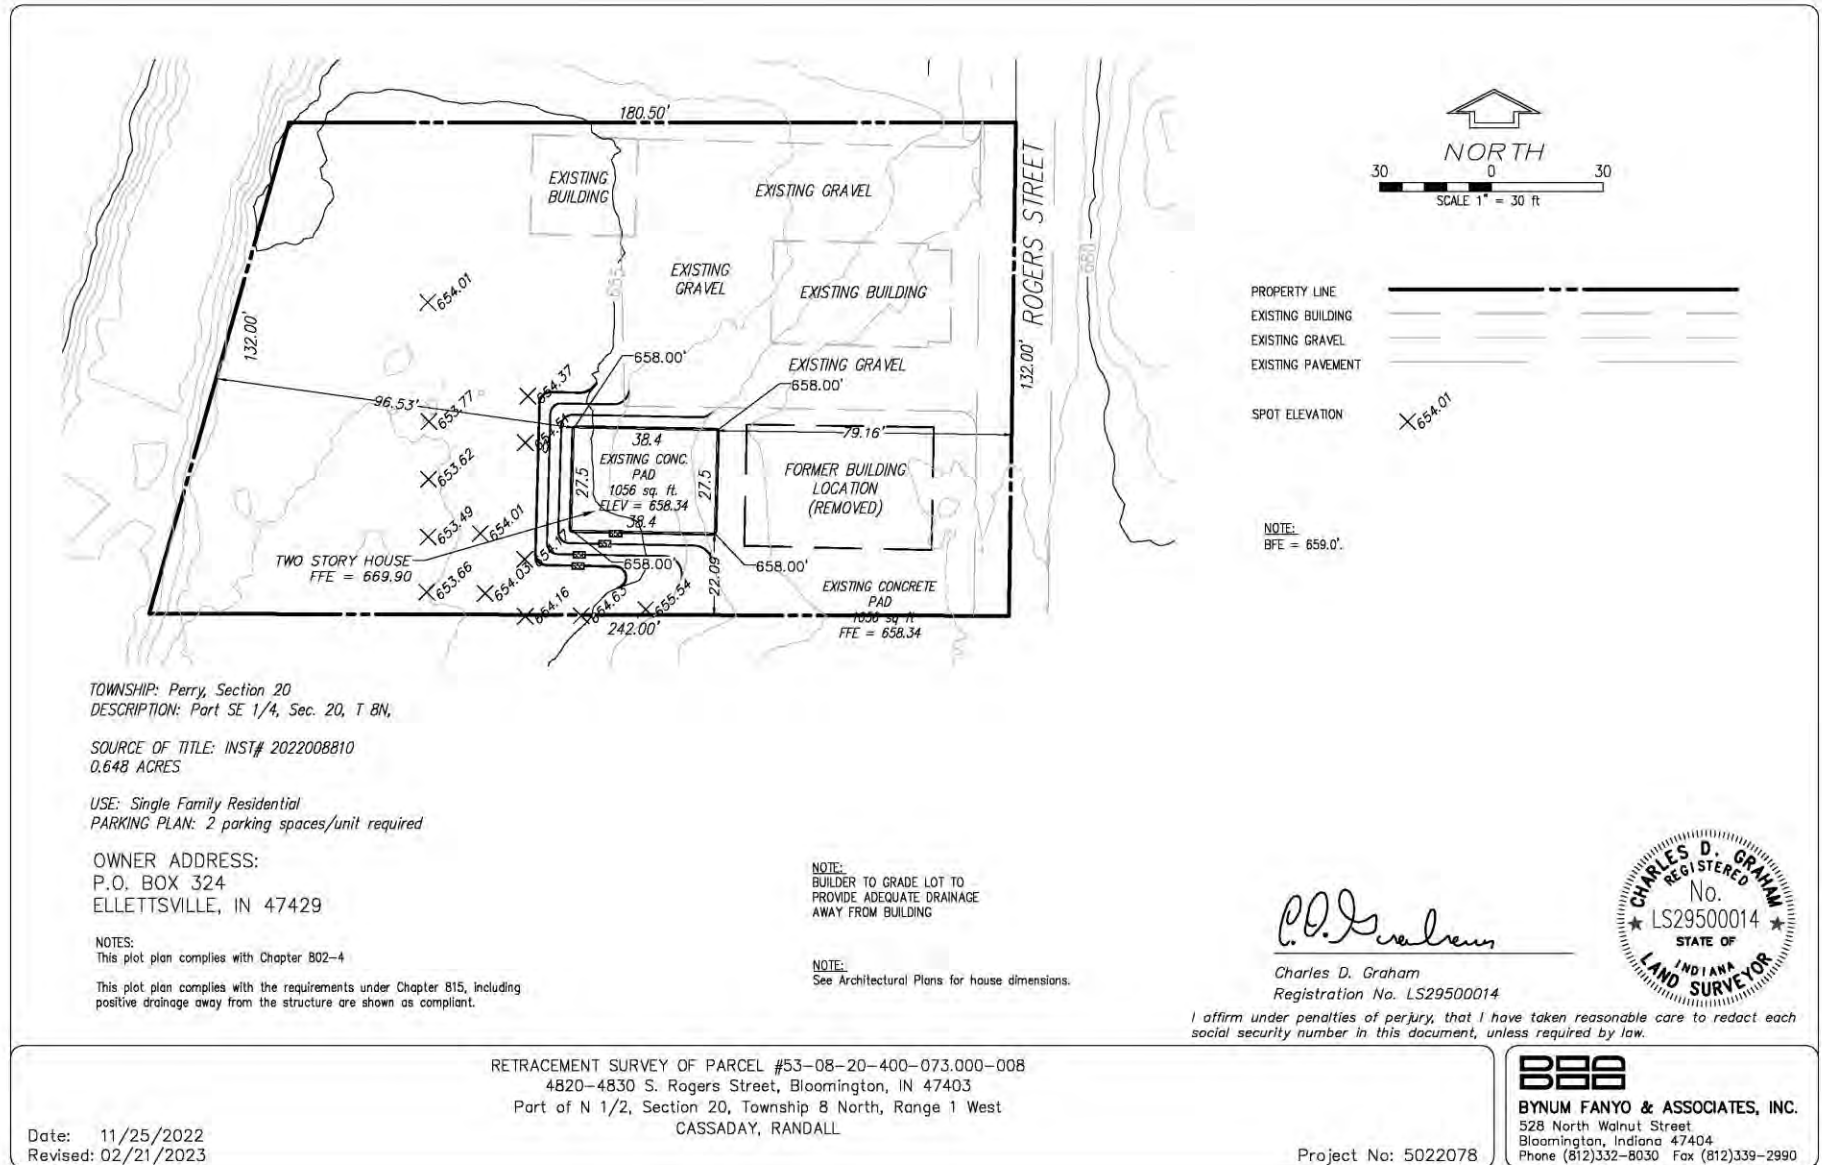 180.50'
EXISTING
BUILDING
EXISTING GRAVEL
ROGERS STREET
132.00'
655
EXISTING
GRAVEL
EXISTING BUILDING
660
654.01
132.00'
658.00'
EXISTING GRAVEL
658.00'
654.37
96.53'
653.77
79.16'
38.4
EXISTING CONC.
PAD
1056 sq. ft.
ELEV = 658.34
38.4
27.5
27.5
FORMER BUILDING
LOCATION
(REMOVED)
653.62
653.49
654.01
TWO STORY HOUSE
FFE = 669.90
658.00'
658.00'
22.09'
653.66
654.03
654.16
654.63
655.54
EXISTING CONCRETE
PAD
1056 sq ft
FFE = 658.34
242.00'
NORTH
30 0 30
SCALE 1" = 30 ft
PROPERTY LINE
EXISTING BUILDING
EXISTING GRAVEL
EXISTING PAVEMENT
SPOT ELEVATION
654.01
NOTE:
BFE = 659.0'.
TOWNSHIP: Perry, Section 20
DESCRIPTION: Part SE 1/4, Sec. 20, T 8N,
SOURCE OF TITLE: INST# 2022008810
0.648 ACRES
USE: Single Family Residential
PARKING PLAN: 2 parking spaces/unit required
OWNER ADDRESS:
P.O. BOX 324
ELLETTSVILLE, IN 47429
NOTES:
This plot plan complies with Chapter 802-4
This plot plan complies with the requirements under Chapter 815, including
positive drainage away from the structure are shown as compliant.
NOTE:
BUILDER TO GRADE LOT TO
PROVIDE ADEQUATE DRAINAGE
AWAY FROM BUILDING
NOTE:
See Architectural Plans for house dimensions.
C.D. Graham
Charles D. Graham
Registration No. LS29500014
CHARLES D. GRAHAM
REGISTERED
No.
LS29500014
STATE OF
INDIANA
LAND SURVEYOR
I affirm under penalties of perjury, that I have taken reasonable care to redact each
social security number in this document, unless required by law.
RETRACEMENT SURVEY OF PARCEL #53-08-20-400-073.000-008
4820-4830 S. Rogers Street, Bloomington, IN 47403
Part of N 1/2, Section 20, Township 8 North, Range 1 West
CASSADAY, RANDALL
Date: 11/25/2022
Revised: 02/21/2023
Project No: 5022078
BYNUM FANYO & ASSOCIATES, INC.
528 North Walnut Street
Bloomington, Indiana 47404
Phone (812)332-8030 Fax (812)339-2990